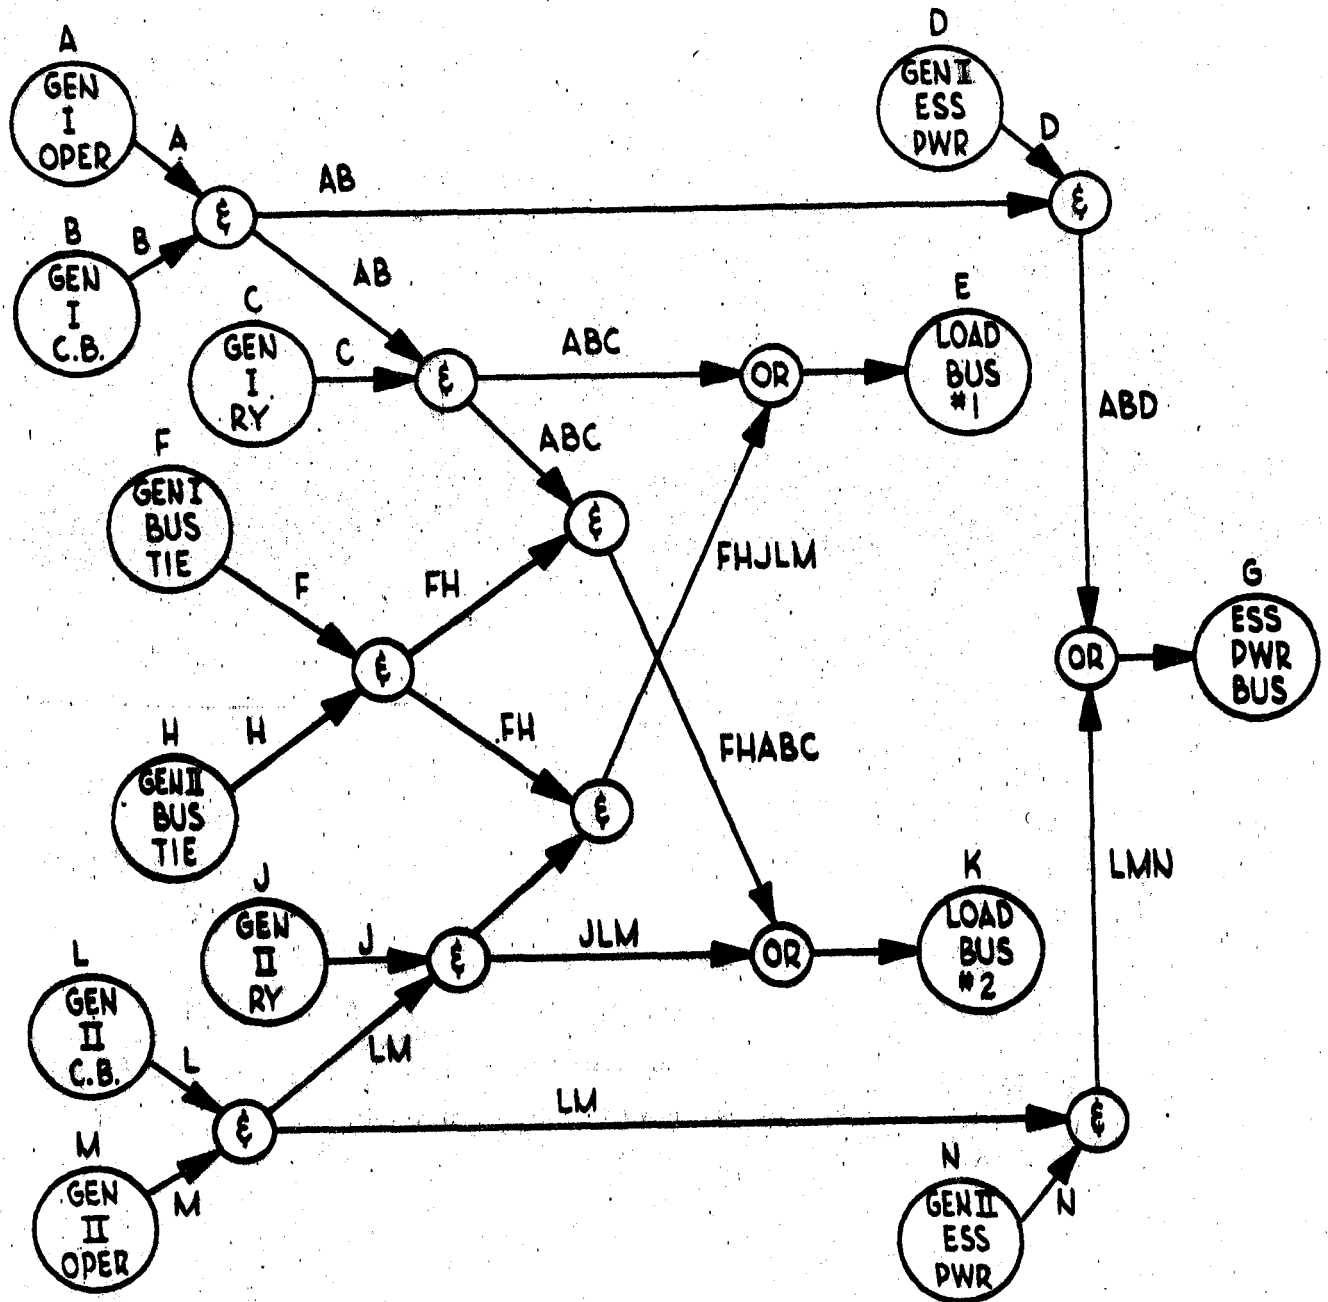 A
GEN
I
OPER
A
B
GEN
I
C.B.
B
&
AB
AB
D
GEN II
ESS
PWR
D
&
C
GEN
I
RY
C
&
ABC
ABC
OR
E
LOAD
BUS
#1
ABD
F
GEN I
BUS
TIE
F
FH
&
&
FHJLM
H
GEN II
BUS
TIE
H
FH
&
FHABC
OR
G
ESS
PWR
BUS
J
GEN
II
RY
J
&
JLM
OR
K
LOAD
BUS
#2
LMN
L
GEN
II
C.B.
L
LM
&
LM
&
M
GEN
II
OPER
M
N
GEN II
ESS
PWR
N